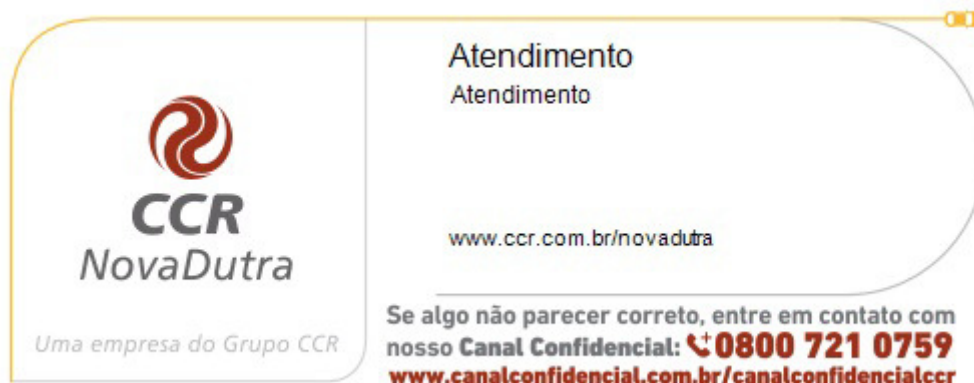 CCR
NovaDutra
Uma empresa do Grupo CCR
Atendimento
Atendimento
www.ccr.com.br/novadutra
Se algo não parecer correto, entre em contato com
nosso Canal Confidencial: 0800 721 0759
www.canalconfidencial.com.br/canalconfidencialccr